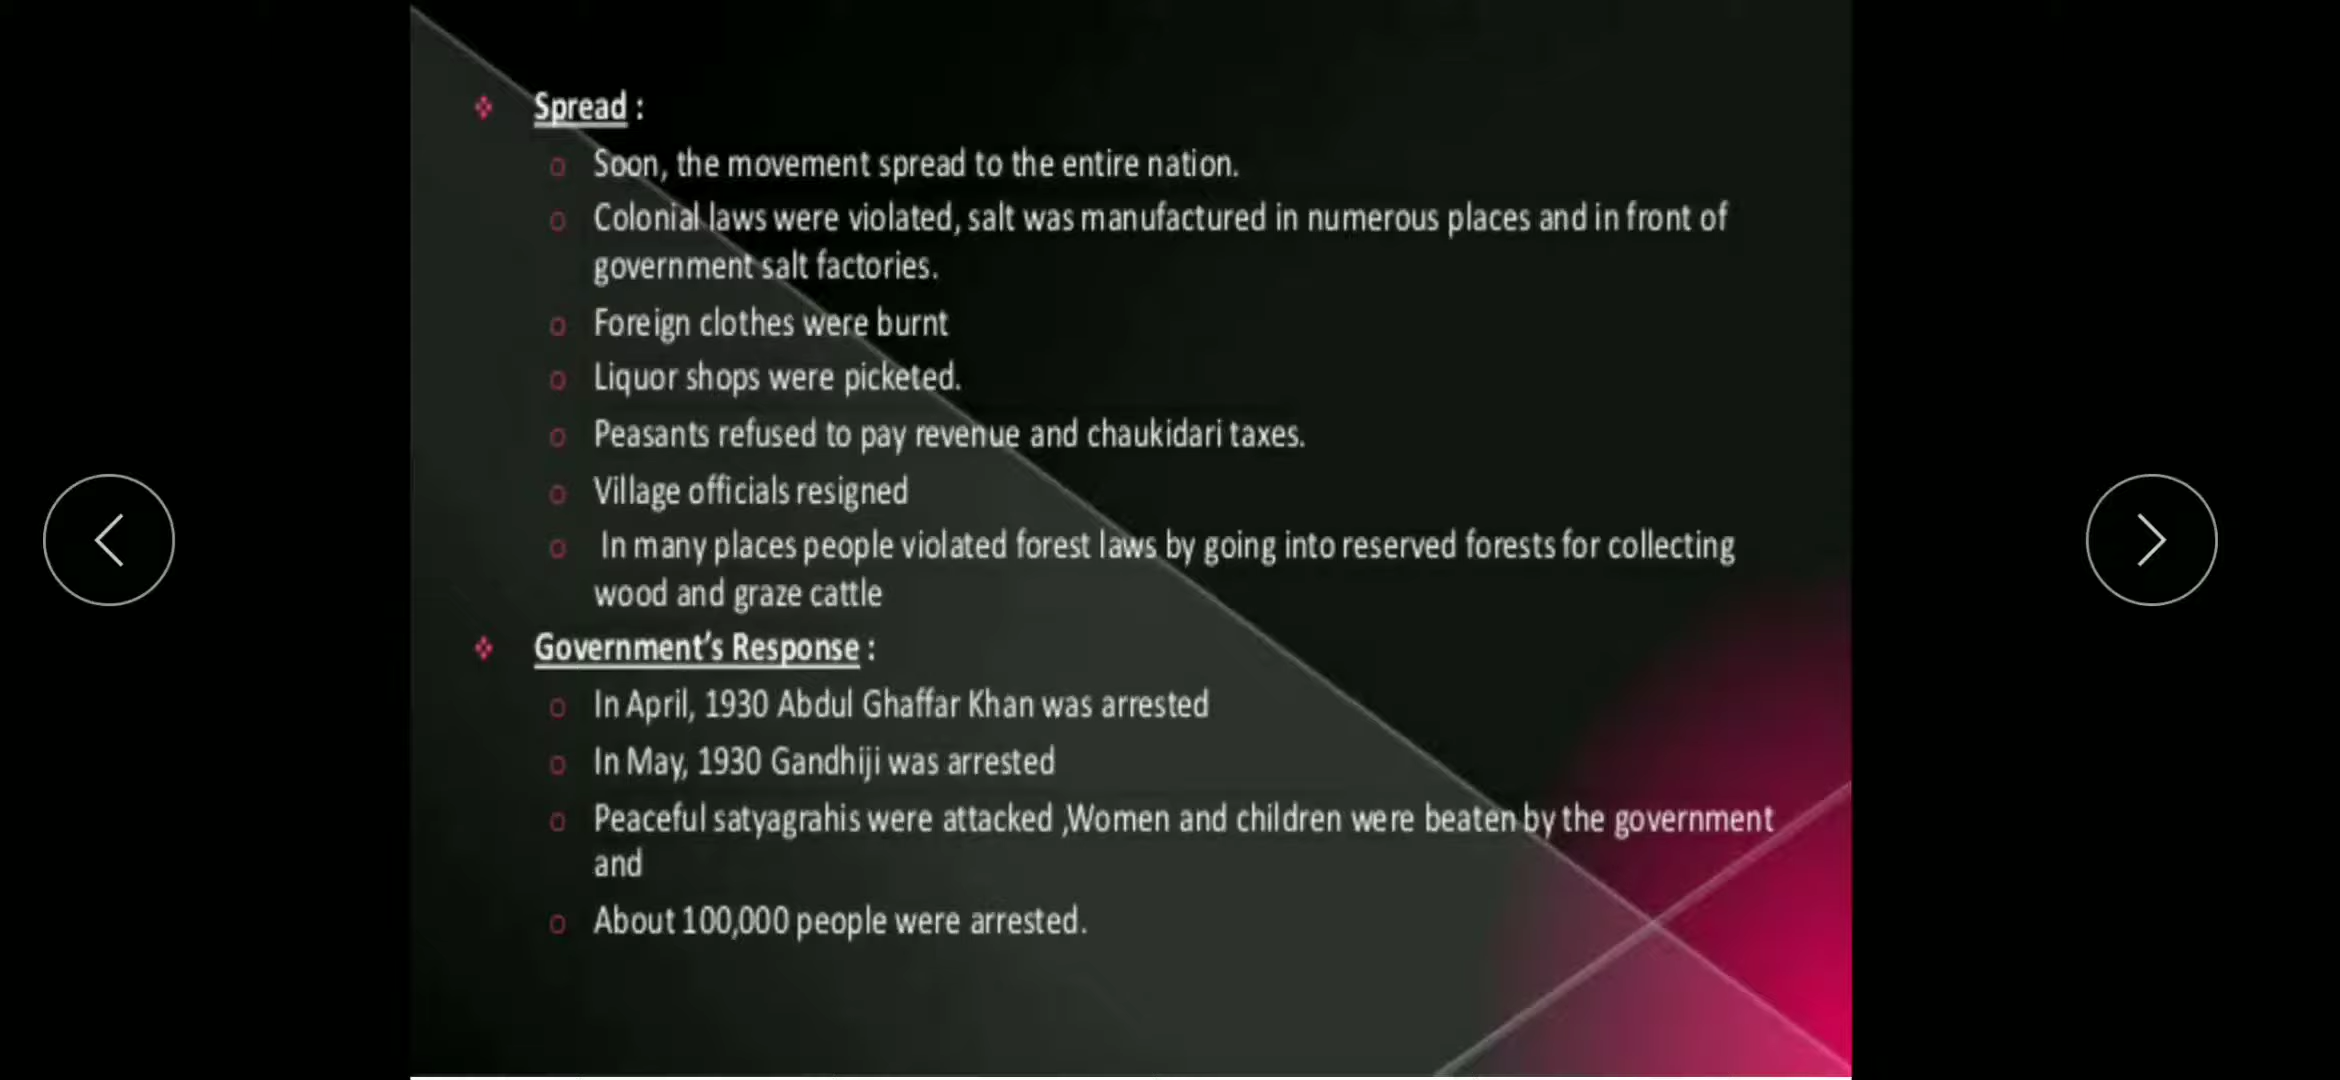 Spread :
Soon, the movement spread to the entire nation.
Colonial laws were violated, salt was manufactured in numerous places and in front of
government salt factories.
Foreign clothes were burnt
Liquor shops were picketed.
Peasants refused to pay revenue and chaukidari taxes.
Village officials resigned
In many places people violated forest laws by going into reserved forests for collecting
wood and graze cattle
Government’s Response :
In April, 1930 Abdul Ghaffar Khan was arrested
In May, 1930 Gandhiji was arrested
Peaceful satyagrahis were attacked ,Women and children were beaten by the government
and
About 100,000 people were arrested.